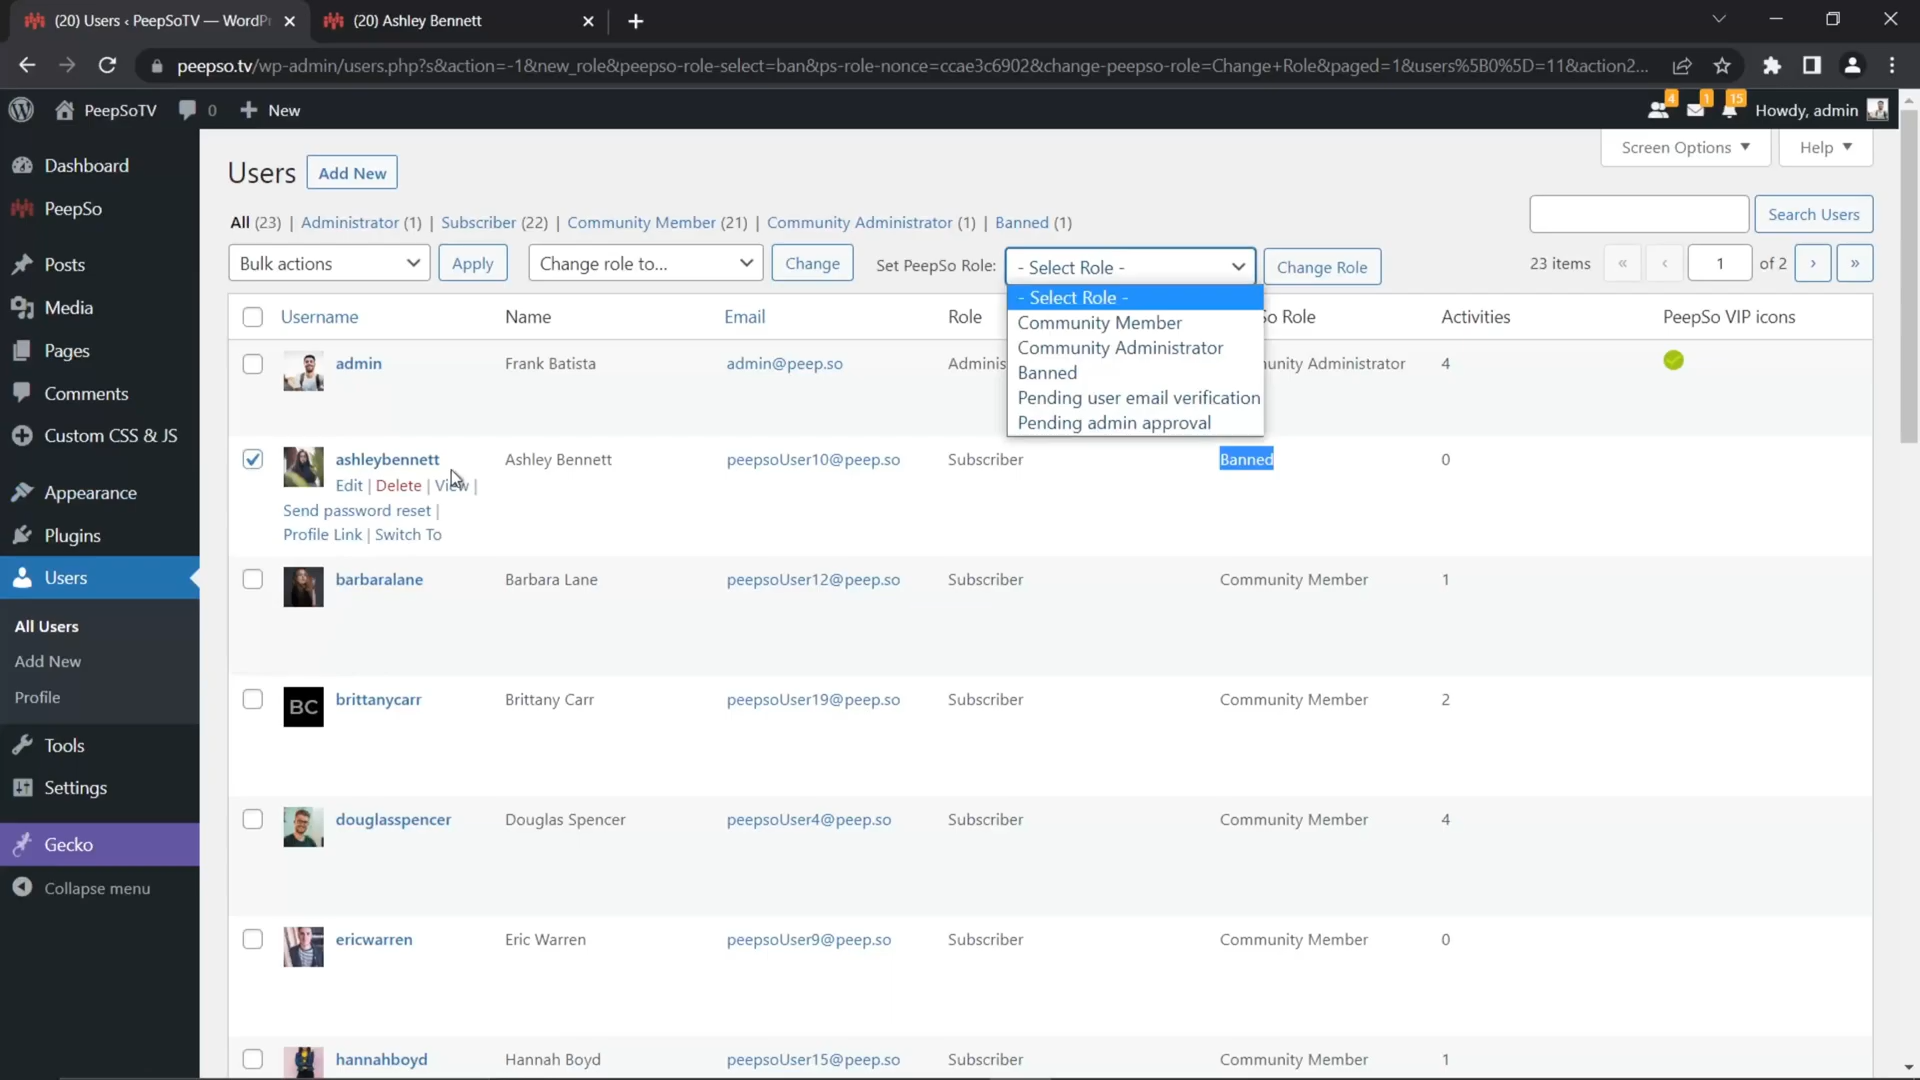 (20) Users ‹ PeepSoTV — WordPr
(20) Ashley Bennett
peepso.tv/wp-admin/users.php?s&action=-1&new_role&peepso-role-select=ban&ps-role-nonce=ccae3c6902&change-peepso-role=Change+Role&paged=1&users%5B0%5D=11&action2...
PeepSoTV 0 New 4 1 15 Howdy, admin
Screen Options Help
Dashboard
PeepSo
Posts
Media
Pages
Comments
Custom CSS & JS
Appearance
Plugins
Users
All Users
Add New
Profile
Tools
Settings
Gecko
Collapse menu
Users Add New
All (23) | Administrator (1) | Subscriber (22) | Community Member (21) | Community Administrator (1) | Banned (1)
Search Users
Bulk actions Apply Change role to... Change Set PeepSo Role: - Select Role - Change Role 23 items « ‹ 1 of 2 › »
- Select Role -
Community Member
Community Administrator
Banned
Pending user email verification
Pending admin approval
Username Name Email Role o Role Activities PeepSo VIP icons
admin Frank Batista admin@peep.so Adminis unity Administrator 4
ashleybennett Ashley Bennett peepsoUser10@peep.so Subscriber Banned 0
Edit | Delete | View |
Send password reset |
Profile Link | Switch To
barbaralane Barbara Lane peepsoUser12@peep.so Subscriber Community Member 1
BC brittanycarr Brittany Carr peepsoUser19@peep.so Subscriber Community Member 2
douglasspencer Douglas Spencer peepsoUser4@peep.so Subscriber Community Member 4
ericwarren Eric Warren peepsoUser9@peep.so Subscriber Community Member 0
hannahboyd Hannah Boyd peepsoUser15@peep.so Subscriber Community Member 1